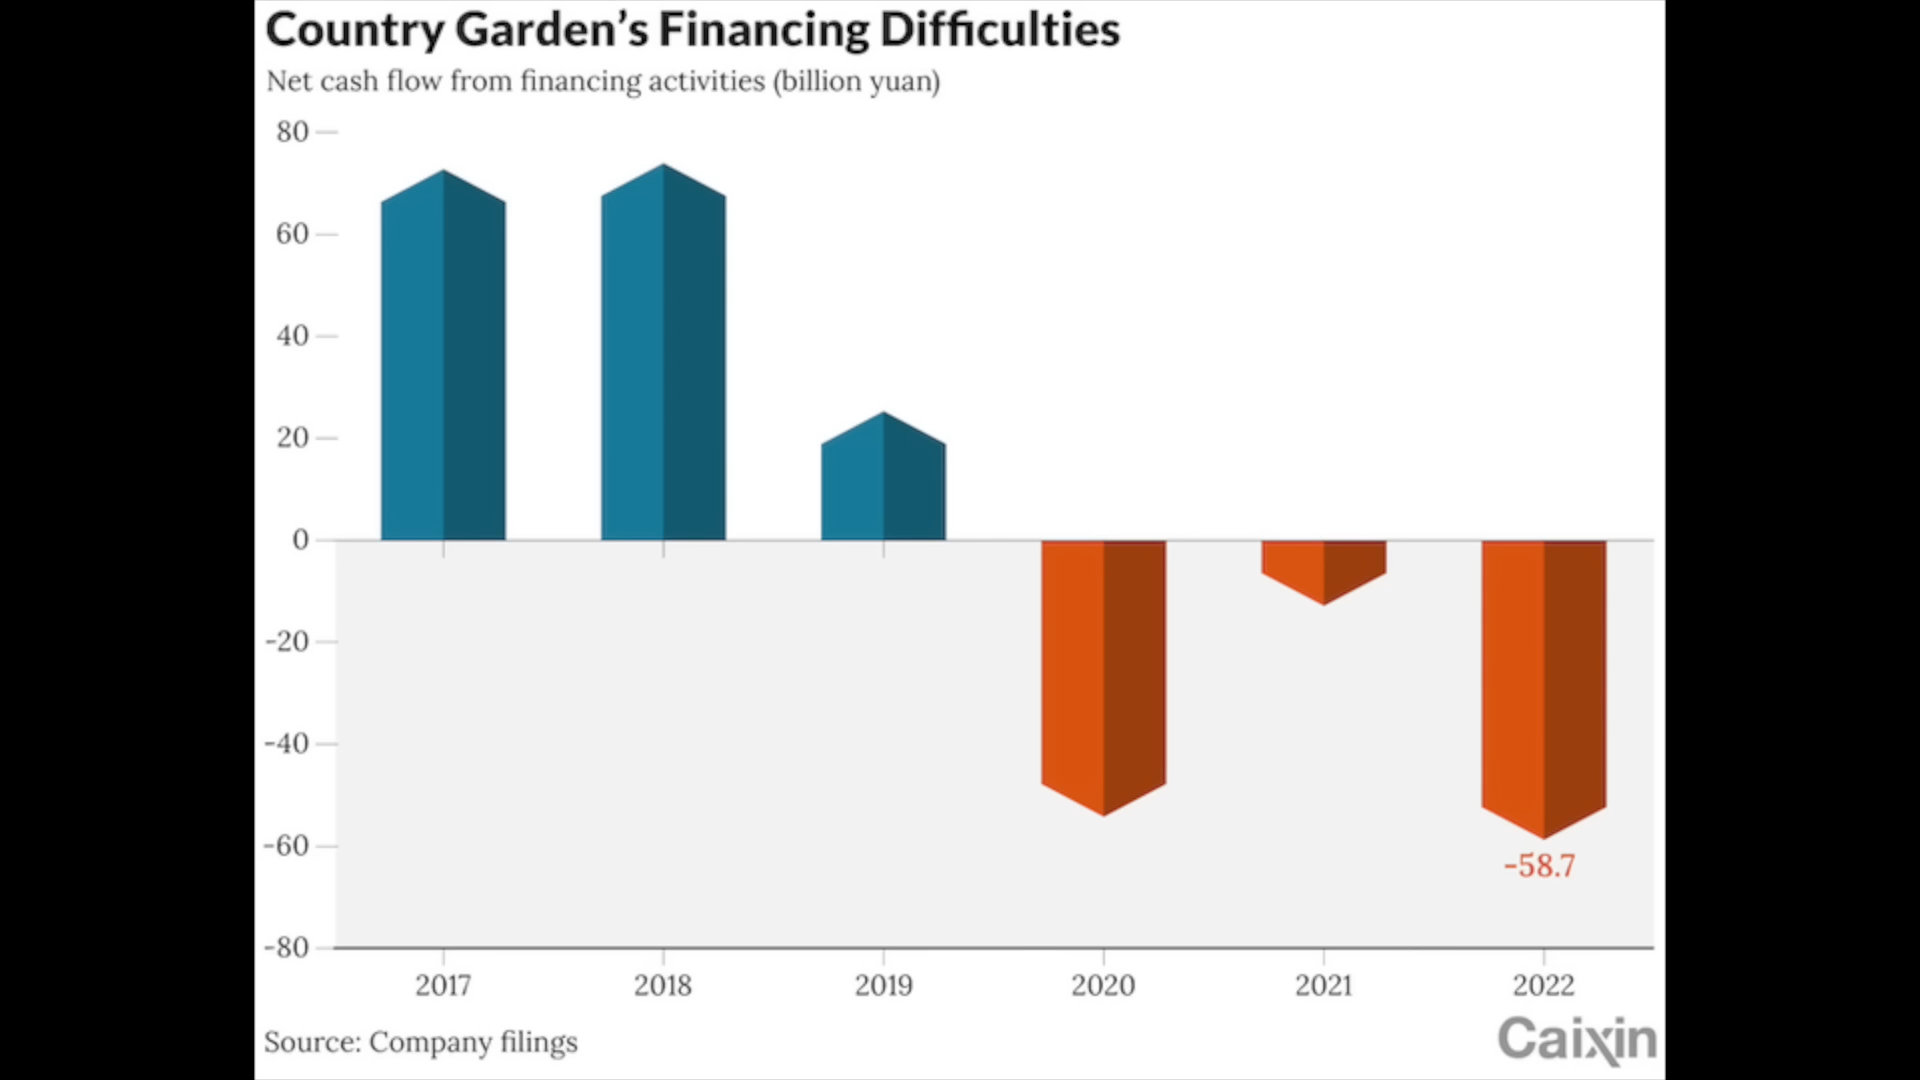 Country Garden’s Financing Difficulties
Net cash flow from financing activities (billion yuan)
80
60
40
20
0
-20
-40
-60
-80
-58.7
2017 2018 2019 2020 2021 2022
Source: Company filings
Caixin